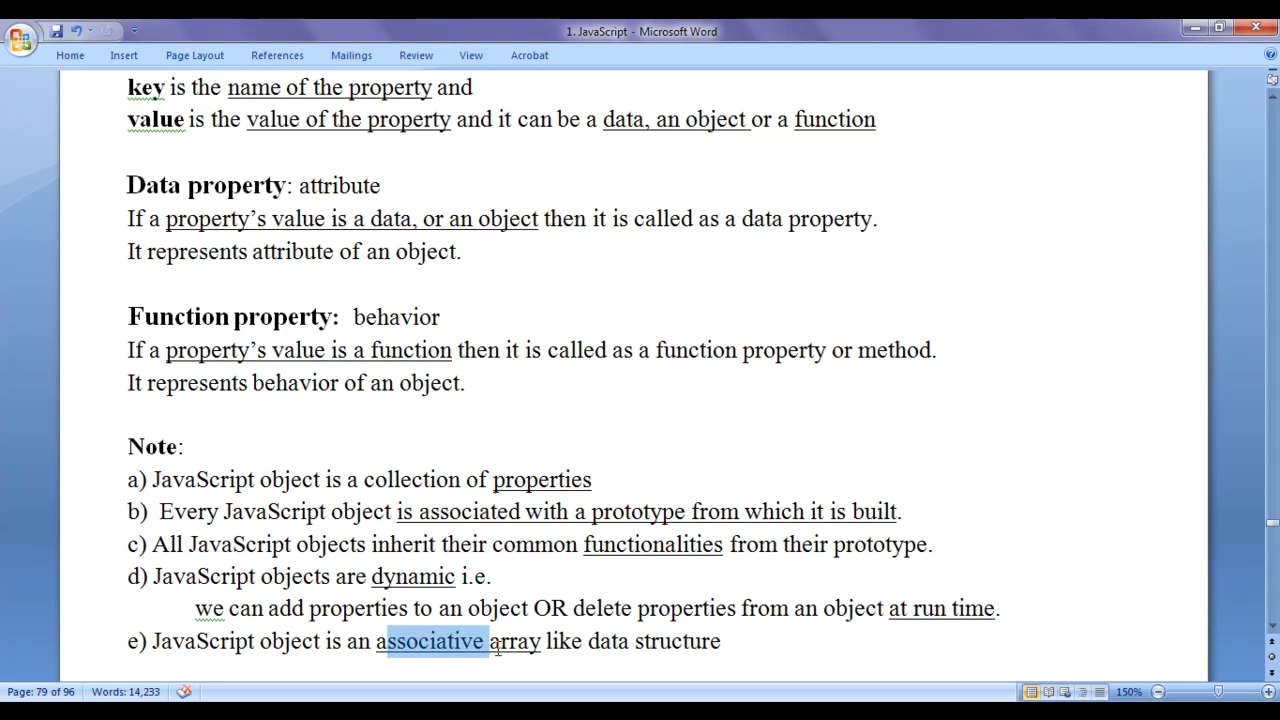 1. JavaScript - Microsoft Word
Home Insert Page Layout References Mailings Review View Acrobat
key is the name of the property and
value is the value of the property and it can be a data, an object or a function
Data property: attribute
If a property’s value is a data, or an object then it is called as a data property.
It represents attribute of an object.
Function property: behavior
If a property’s value is a function then it is called as a function property or method.
It represents behavior of an object.
Note:
a) JavaScript object is a collection of properties
b) Every JavaScript object is associated with a prototype from which it is built.
c) All JavaScript objects inherit their common functionalities from their prototype.
d) JavaScript objects are dynamic i.e.
we can add properties to an object OR delete properties from an object at run time.
e) JavaScript object is an associative array like data structure
Page: 79 of 96 Words: 14,233 150%